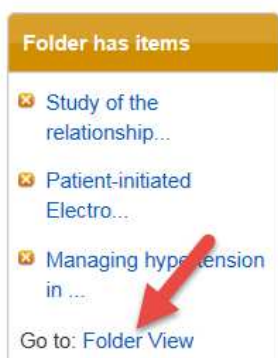 Folder has items
Study of the
relationship...
Patient-initiated
Electro...
Managing hypertension
in ...
Go to: Folder View